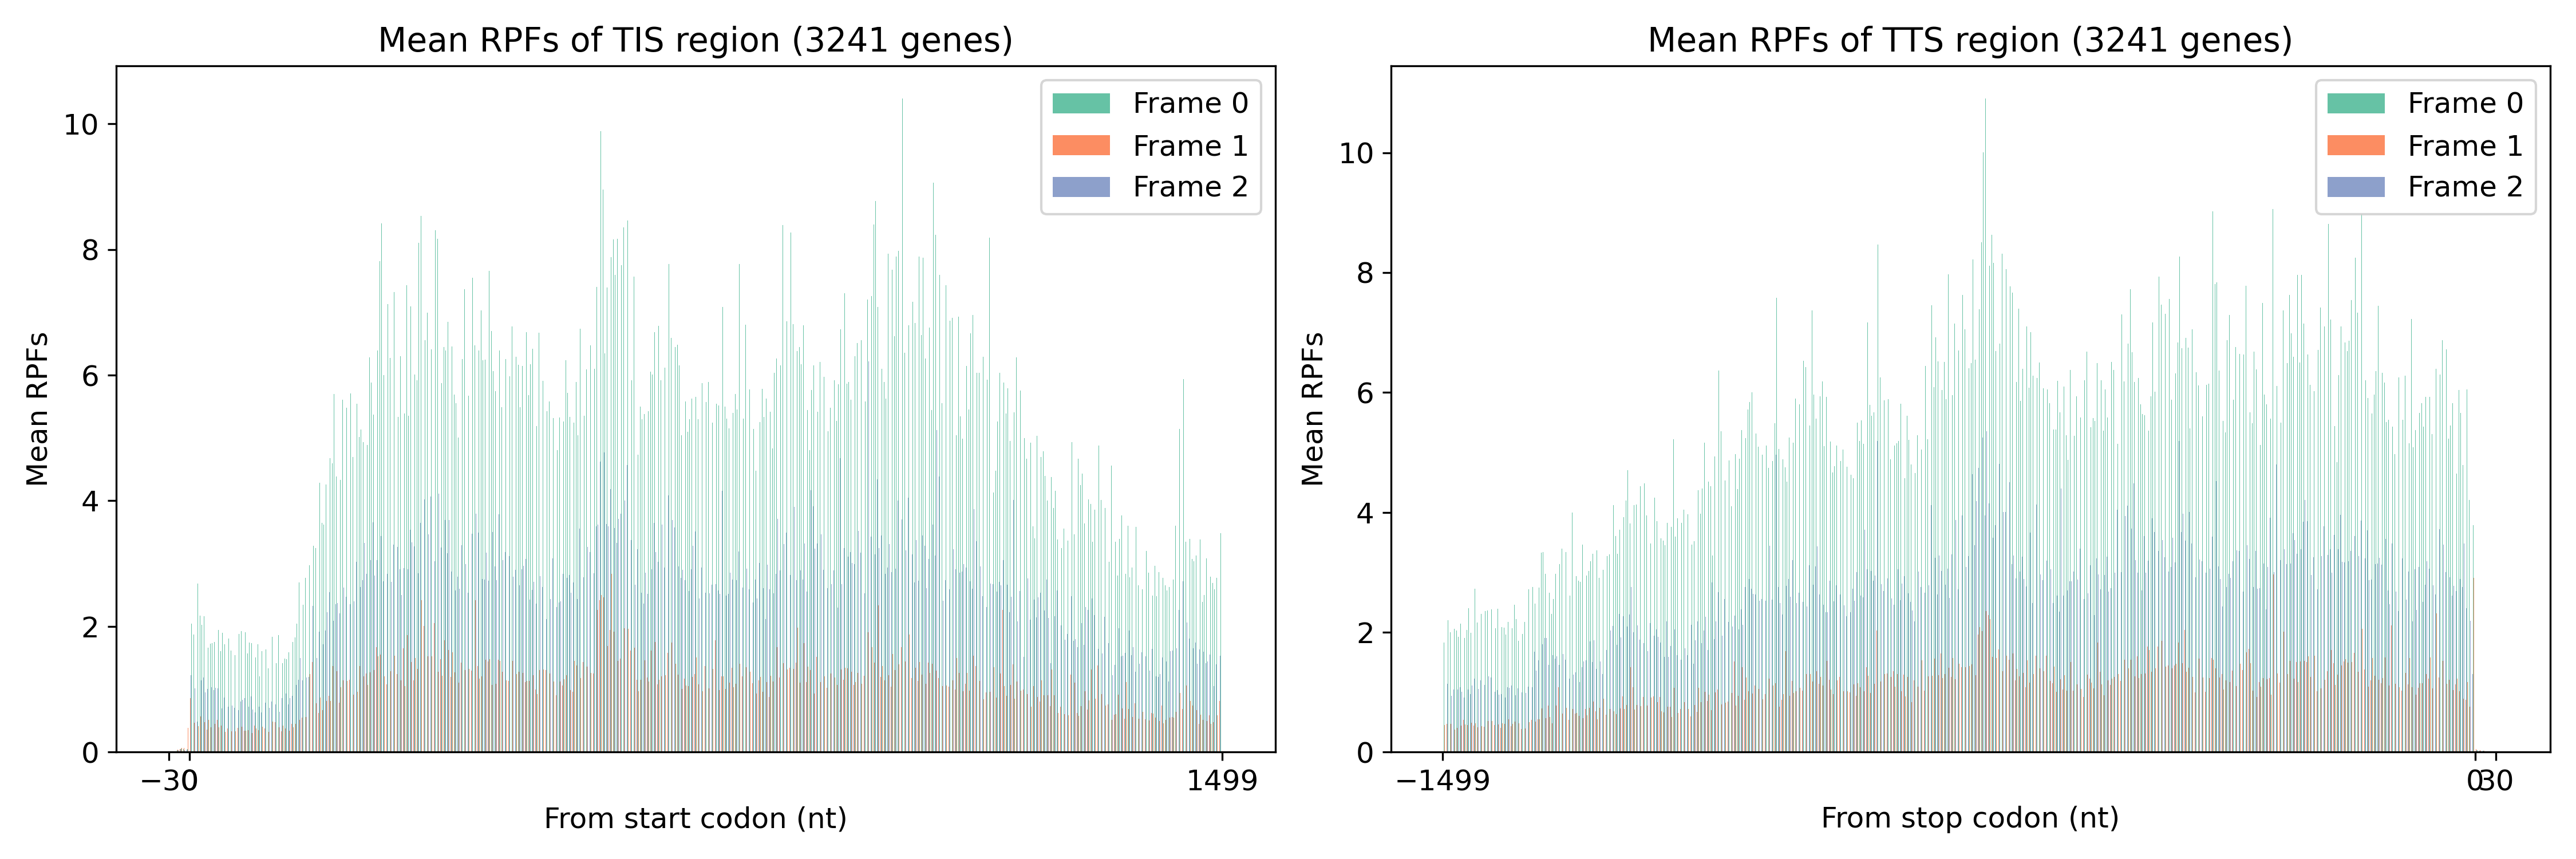 Mean RPFs of TIS region (3241 genes)
Mean RPFs
10
8
6
4
2
0
Frame 0
Frame 1
Frame 2
−30
0
1499
From start codon (nt)
Mean RPFs of TTS region (3241 genes)
Mean RPFs
10
8
6
4
2
0
Frame 0
Frame 1
Frame 2
−1499
0
30
From stop codon (nt)